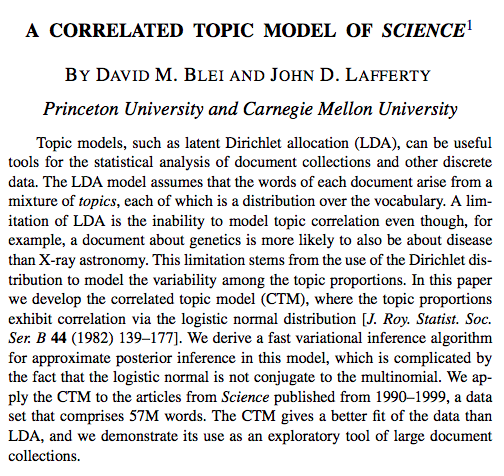 A CORRELATED TOPIC MODEL OF SCIENCE1
BY DAVID M. BLEI AND JOHN D. LAFFERTY
Princeton University and Carnegie Mellon University
Topic models, such as latent Dirichlet allocation (LDA), can be useful
tools for the statistical analysis of document collections and other discrete
data. The LDA model assumes that the words of each document arise from a
mixture of topics, each of which is a distribution over the vocabulary. A lim-
itation of LDA is the inability to model topic correlation even though, for
example, a document about genetics is more likely to also be about disease
than X-ray astronomy. This limitation stems from the use of the Dirichlet dis-
tribution to model the variability among the topic proportions. In this paper
we develop the correlated topic model (CTM), where the topic proportions
exhibit correlation via the logistic normal distribution [J. Roy. Statist. Soc.
Ser. B 44 (1982) 139–177]. We derive a fast variational inference algorithm
for approximate posterior inference in this model, which is complicated by
the fact that the logistic normal is not conjugate to the multinomial. We ap-
ply the CTM to the articles from Science published from 1990–1999, a data
set that comprises 57M words. The CTM gives a better fit of the data than
LDA, and we demonstrate its use as an exploratory tool of large document
collections.